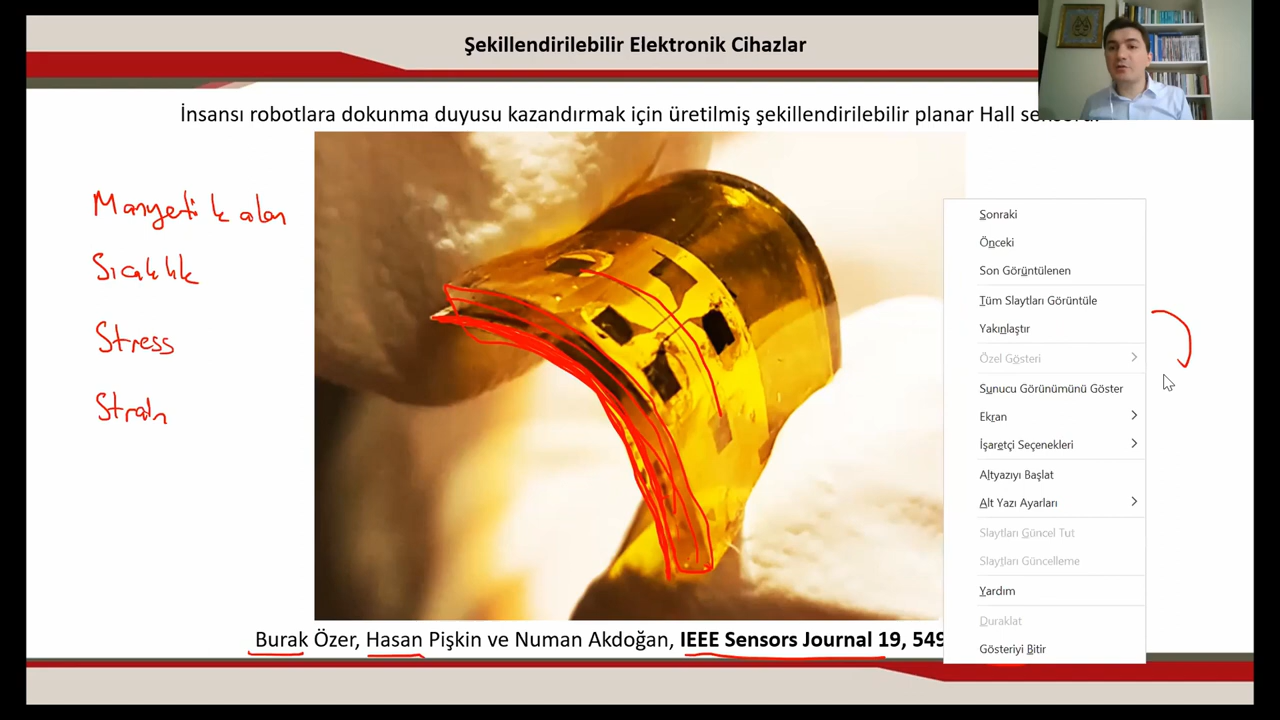 Şekillendirilebilir Elektronik Cihazlar
İnsansı robotlara dokunma duyusu kazandırmak için üretilmiş şekillendirilebilir planar Hall
Manyetik alan
Sıcaklık
Stress
Strain
Sonraki
Önceki
Son Görüntülenen
Tüm Slaytları Görüntüle
Yakınlaştır
Özel Gösteri
Sunucu Görünümünü Göster
Ekran
İşaretçi Seçenekleri
Altyazıyı Başlat
Alt Yazı Ayarları
Slaytları Güncel Tut
Slaytları Güncelleme
Yardım
Duraklat
Gösteriyi Bitir
Burak Özer, Hasan Pişkin ve Numan Akdoğan, IEEE Sensors Journal 19, 549